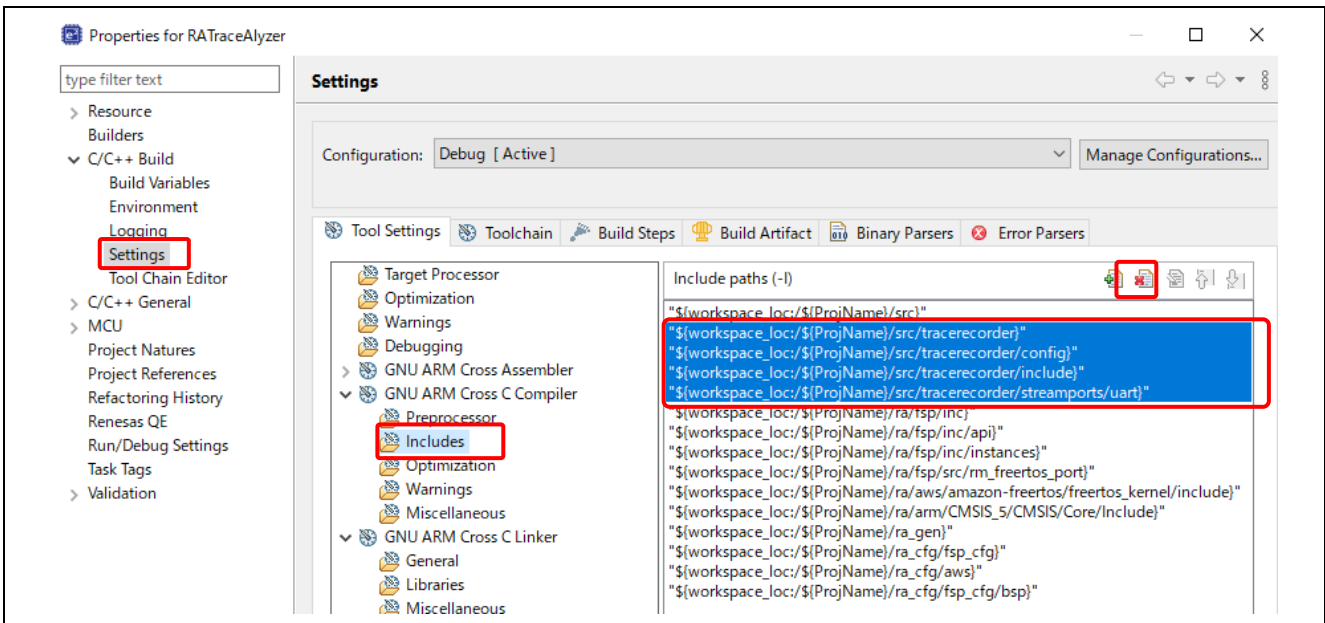 Properties for RATraceAlyzer
type filter text
Resource
Builders
C/C++ Build
Build Variables
Environment
Logging
Settings
Tool Chain Editor
C/C++ General
MCU
Project Natures
Project References
Refactoring History
Renesas QE
Run/Debug Settings
Task Tags
Validation
Settings
Configuration: Debug [ Active ]
Manage Configurations...
Tool Settings Toolchain Build Steps Build Artifact Binary Parsers Error Parsers
Target Processor
Optimization
Warnings
Debugging
GNU ARM Cross Assembler
GNU ARM Cross C Compiler
Preprocessor
Includes
Optimization
Warnings
Miscellaneous
GNU ARM Cross C Linker
General
Libraries
Miscellaneous
Include paths (-I)
"${workspace_loc:/${ProjName}/src}"
"${workspace_loc:/${ProjName}/src/tracerecorder}"
"${workspace_loc:/${ProjName}/src/tracerecorder/config}"
"${workspace_loc:/${ProjName}/src/tracerecorder/include}"
"${workspace_loc:/${ProjName}/src/tracerecorder/streamports/uart}"
"${workspace_loc:/${ProjName}/ra/fsp/inc}"
"${workspace_loc:/${ProjName}/ra/fsp/inc/api}"
"${workspace_loc:/${ProjName}/ra/fsp/inc/instances}"
"${workspace_loc:/${ProjName}/ra/fsp/src/rm_freertos_port}"
"${workspace_loc:/${ProjName}/ra/aws/amazon-freertos/freertos_kernel/include}"
"${workspace_loc:/${ProjName}/ra/arm/CMSIS_5/CMSIS/Core/Include}"
"${workspace_loc:/${ProjName}/ra_gen}"
"${workspace_loc:/${ProjName}/ra_cfg/fsp_cfg}"
"${workspace_loc:/${ProjName}/ra_cfg/aws}"
"${workspace_loc:/${ProjName}/ra_cfg/fsp_cfg/bsp}"